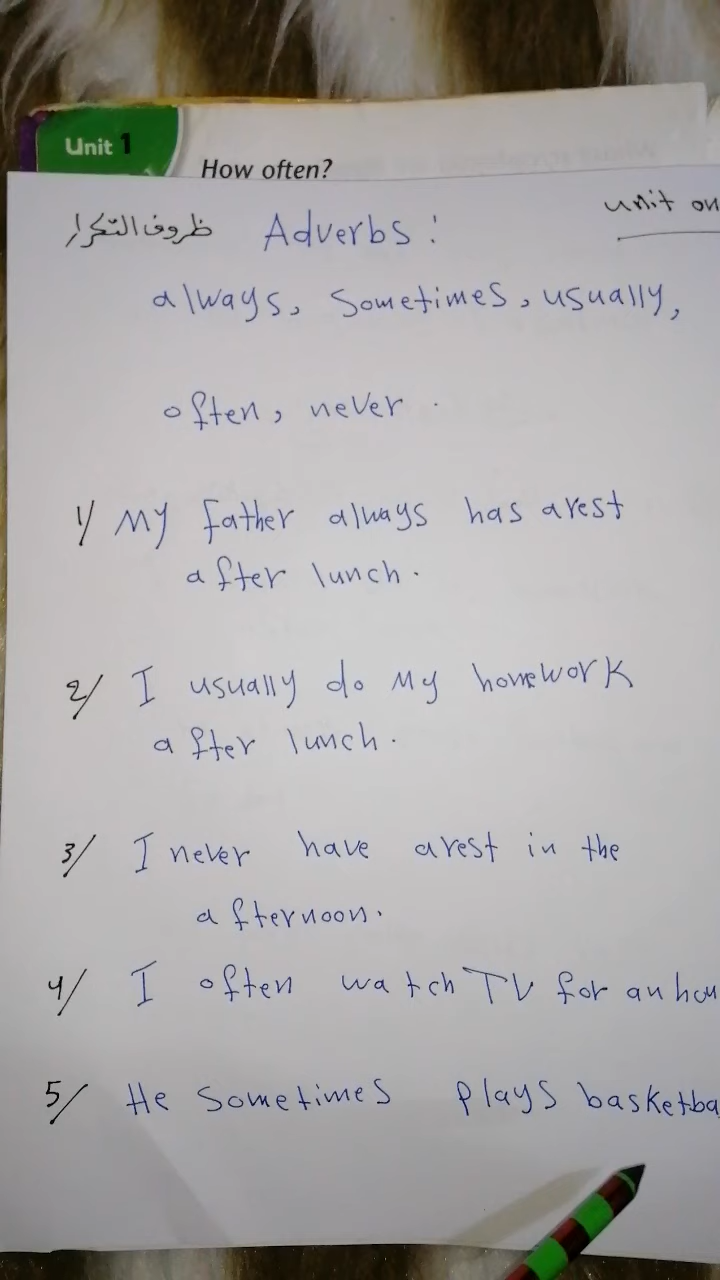 Unit 1
How often?
unit on
ظروف التكرار Adverbs:
always, sometimes, usually,
often, never.
1/ My father always has arest
after lunch.
2/ I usually do my homework
after lunch.
3/ I never have arest in the
afternoon.
4/ I often watch TV for an hou
5/ He sometimes plays basketba